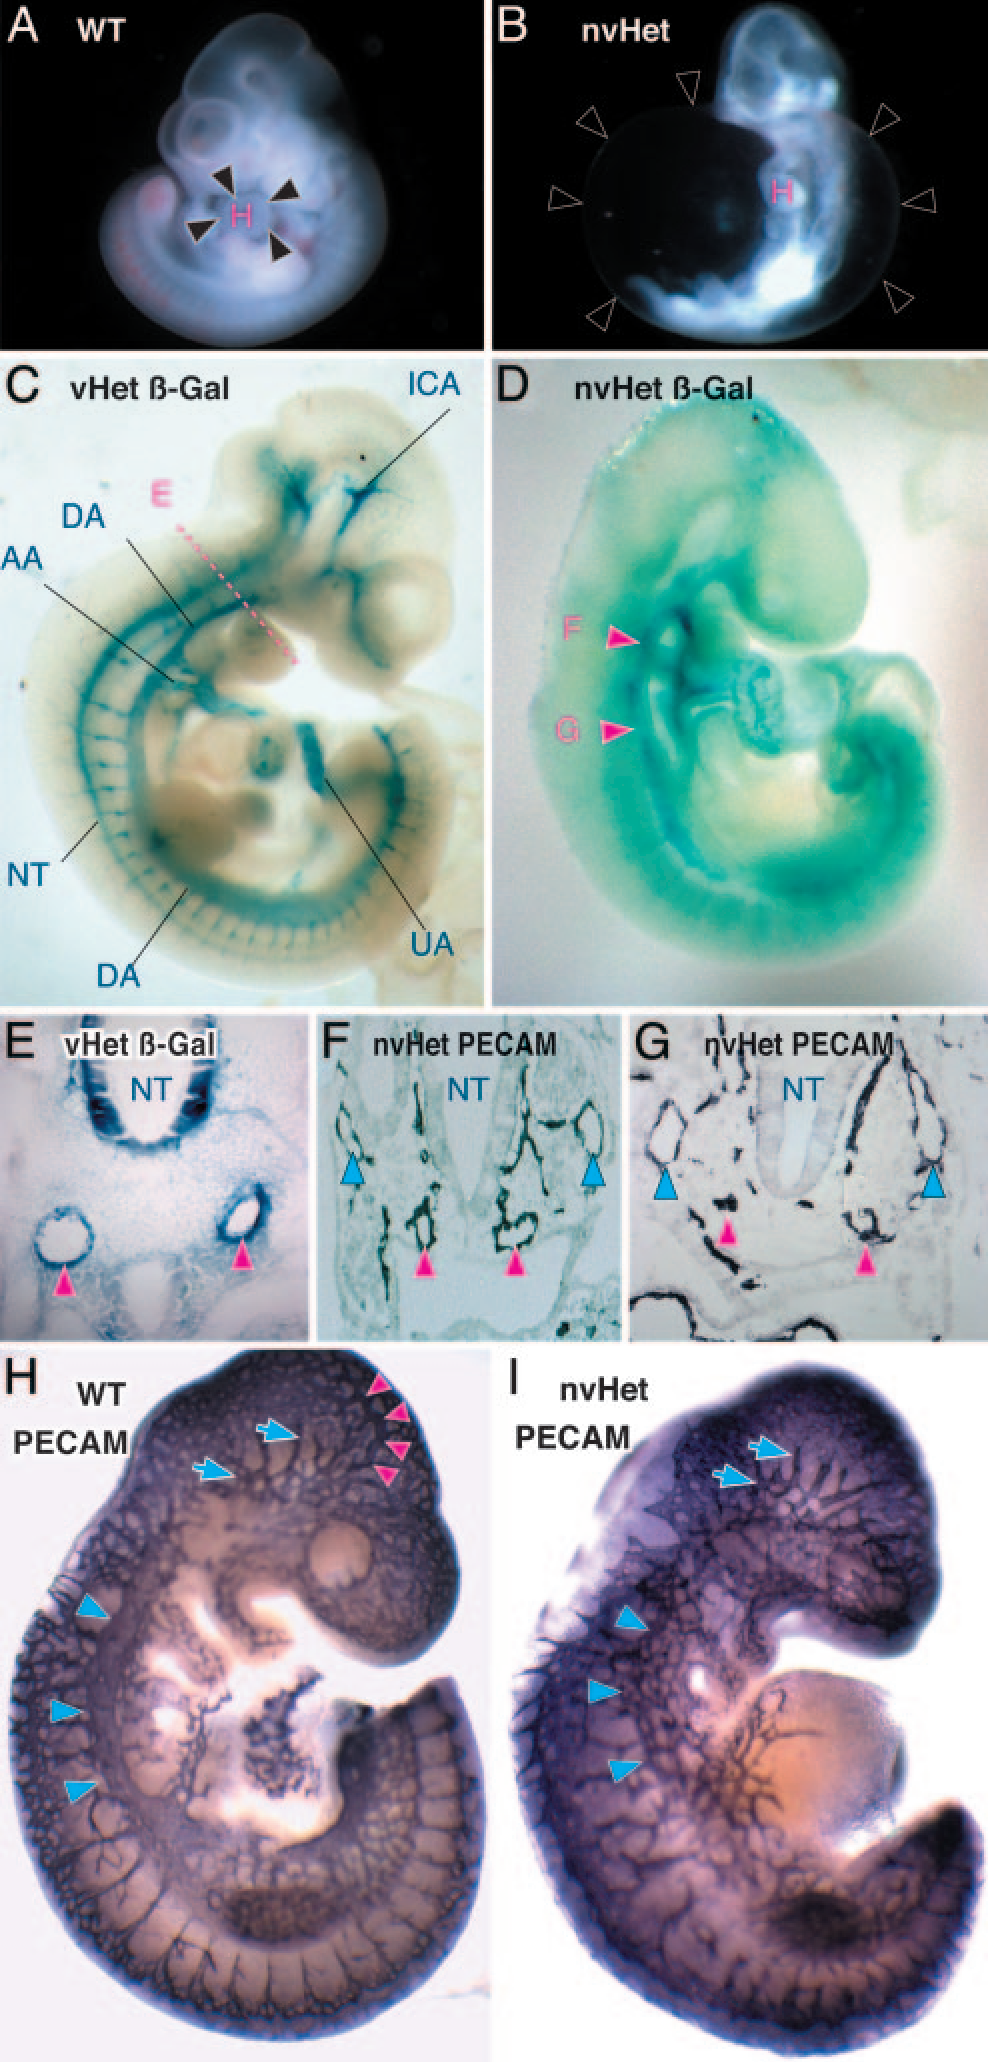 A WT
H
B nvHet
H
C vHet ß-Gal
ICA
E
DA
AA
NT
DA
UA
D nvHet ß-Gal
F
G
E vHet ß-Gal
NT
F nvHet PECAM
NT
G nvHet PECAM
NT
H WT
PECAM
I nvHet
PECAM